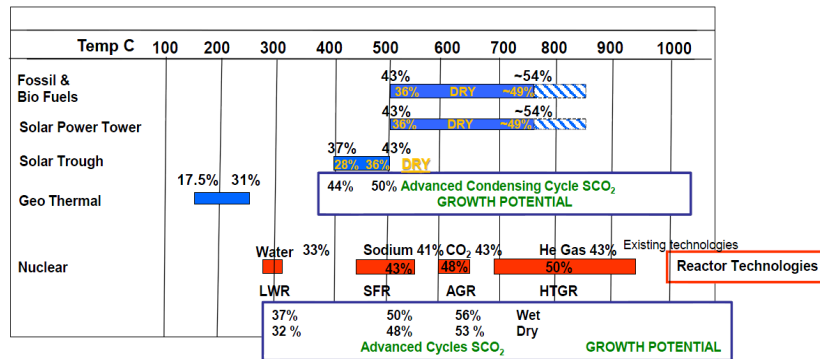 Temp C 100 200 300 400 500 600 700 800 900 1000
Fossil &
Bio Fuels
43% ~54%
36% DRY ~49%
Solar Power Tower
43% ~54%
36% DRY ~49%
Solar Trough
37% 43%
28% 36% DRY
Geo Thermal
17.5% 31%
44% 50% Advanced Condensing Cycle SCO₂
GROWTH POTENTIAL
Nuclear
Water 33% Sodium 41% CO₂ 43% He Gas 43% Existing technologies
43% 48% 50%
Reactor Technologies
LWR SFR AGR HTGR
37% 50% 56% Wet
32 % 48% 53 % Dry
Advanced Cycles SCO₂ GROWTH POTENTIAL